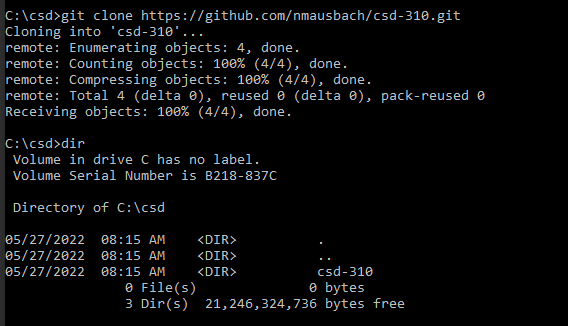 C:\csd>git clone https://github.com/nmausbach/csd-310.git
Cloning into 'csd-310'...
remote: Enumerating objects: 4, done.
remote: Counting objects: 100% (4/4), done.
remote: Compressing objects: 100% (4/4), done.
remote: Total 4 (delta 0), reused 0 (delta 0), pack-reused 0
Receiving objects: 100% (4/4), done.

C:\csd>dir
 Volume in drive C has no label.
 Volume Serial Number is B218-837C

 Directory of C:\csd

05/27/2022  08:15 AM    <DIR>          .
05/27/2022  08:15 AM    <DIR>          ..
05/27/2022  08:15 AM    <DIR>          csd-310
               0 File(s)              0 bytes
               3 Dir(s)  21,246,324,736 bytes free